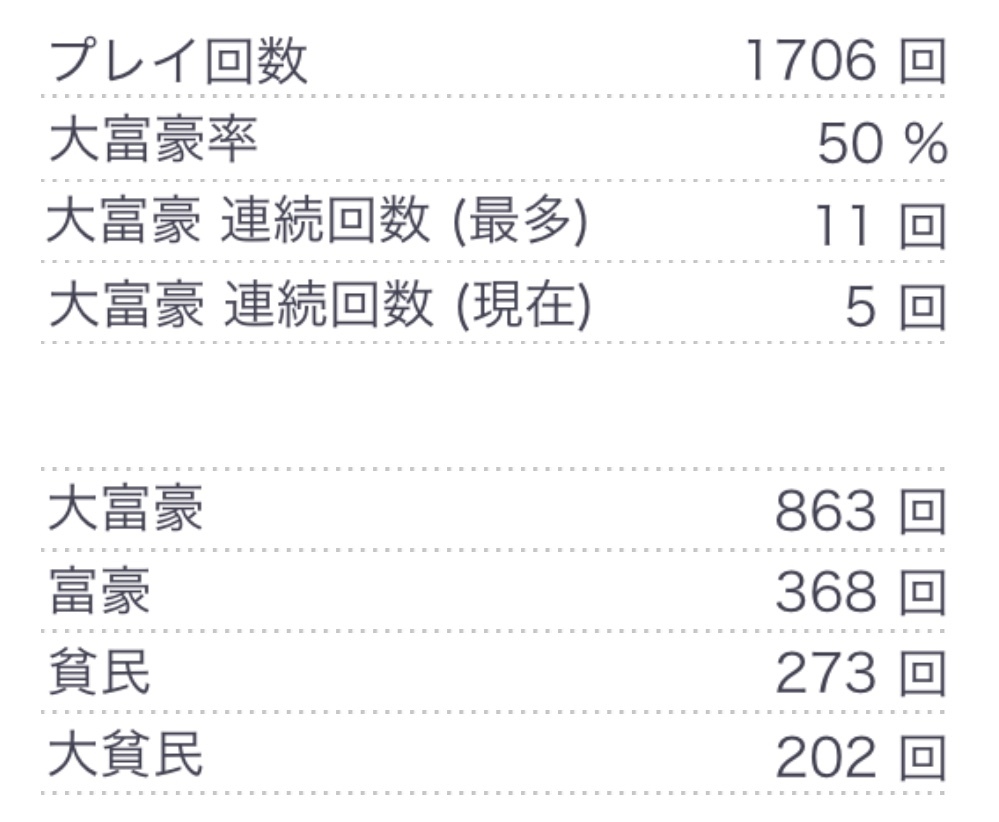 プレイ回数 1706 回
大富豪率 50 %
大富豪 連続回数 (最多) 11 回
大富豪 連続回数 (現在) 5 回
大富豪 863 回
富豪 368 回
貧民 273 回
大貧民 202 回